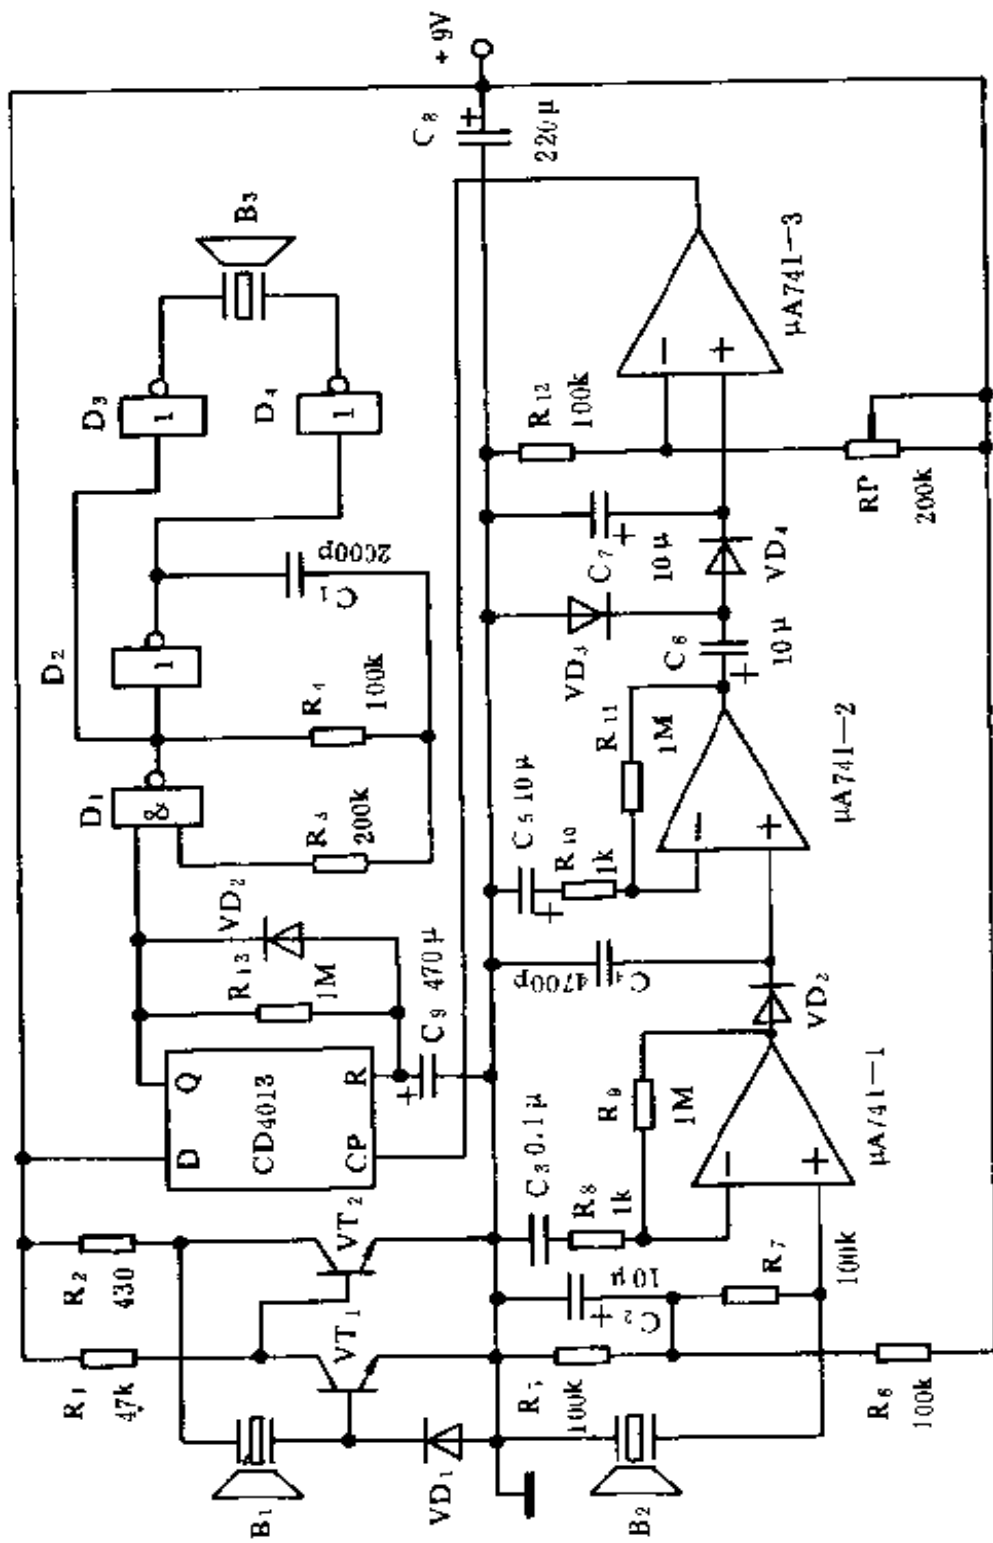 +9V
C₈
220μ
B₃
D₃
1
D₄
1
D₂
1
2000p
C₁
R₄
100k
D₁
&
R₅
200k
VD₂
R₁₃
1M
C₉ 470μ
Q
R
CD4013
D
CP
R₂
430
VT₂
R₁
47k
VT₁
B₁
VD₁
μA741-3
R₁₂
100k
RP
200k
C₇
10μ
VD₄
VD₃
C₆
10μ
R₁₁
1M
μA741-2
C₅ 10μ
R₁₀
1k
C₄
4700p
VD₂
R₉
1M
μA741-1
C₃ 0.1μ
R₈
1k
10μ
C₂
R₇
100k
100k
R₆
100k
B₂